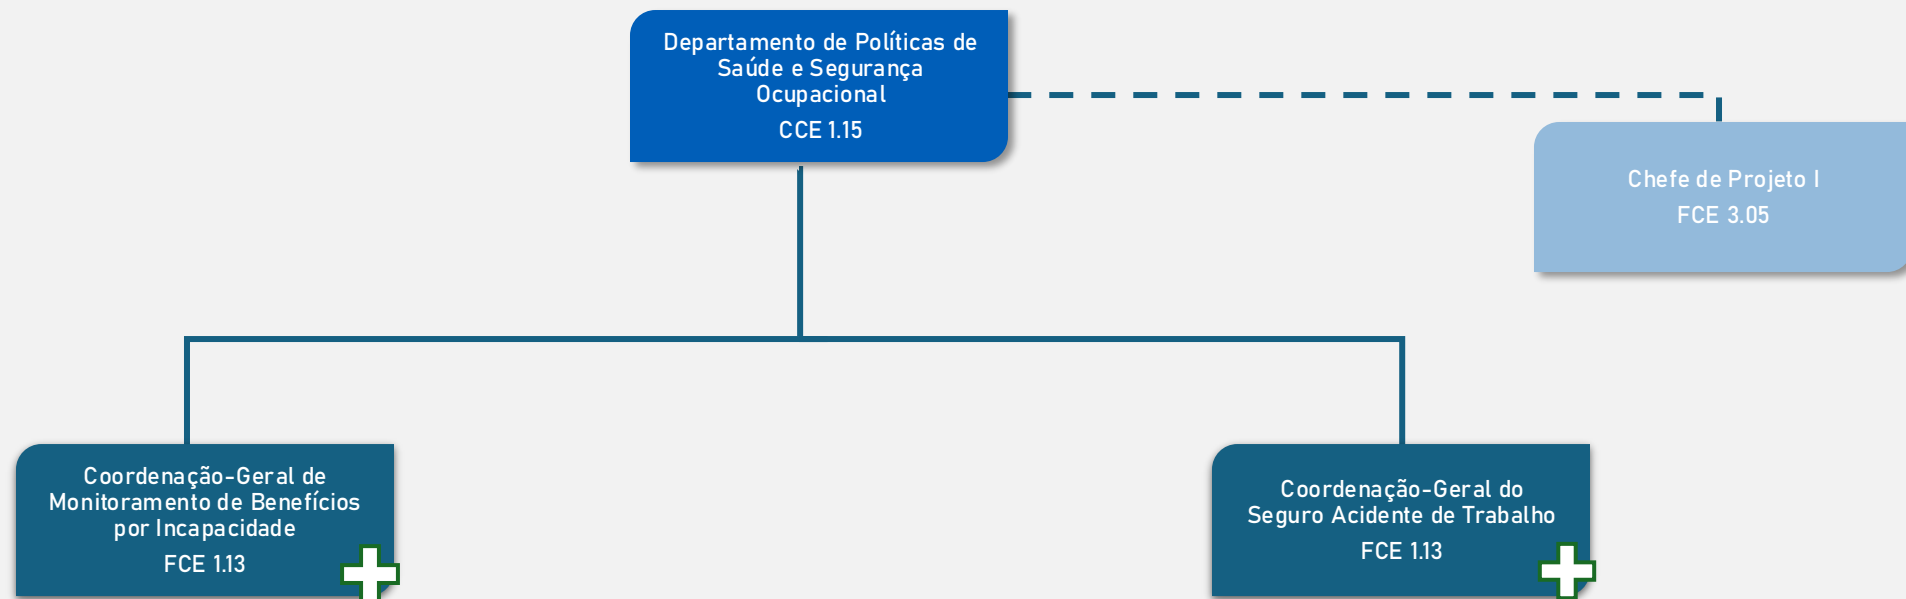 Departamento de Políticas de
Saúde e Segurança
Ocupacional
CCE 1.15
Chefe de Projeto I
FCE 3.05
Coordenação-Geral de
Monitoramento de Benefícios
por Incapacidade
FCE 1.13
Coordenação-Geral do
Seguro Acidente de Trabalho
FCE 1.13